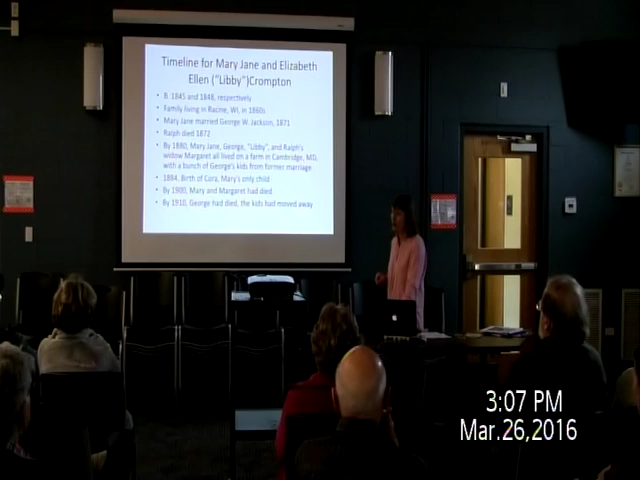 Timeline for Mary Jane and Elizabeth
Ellen ("Libby")Crompton
B. 1845 and 1848, respectively
Family living in Racine, WI, in 1860s
Mary Jane married George W. Jackson, 1871
Ralph died 1872
By 1880, Mary Jane, George, "Libby", and Ralph's
widow Margaret all lived on a farm in Cambridge, MD,
with a bunch of George's kids from former marriage
1884, Birth of Cora, Mary's only child
By 1900, Mary and Margaret had died
By 1910, George had died, the kids had moved away
3:07 PM
Mar.26,2016